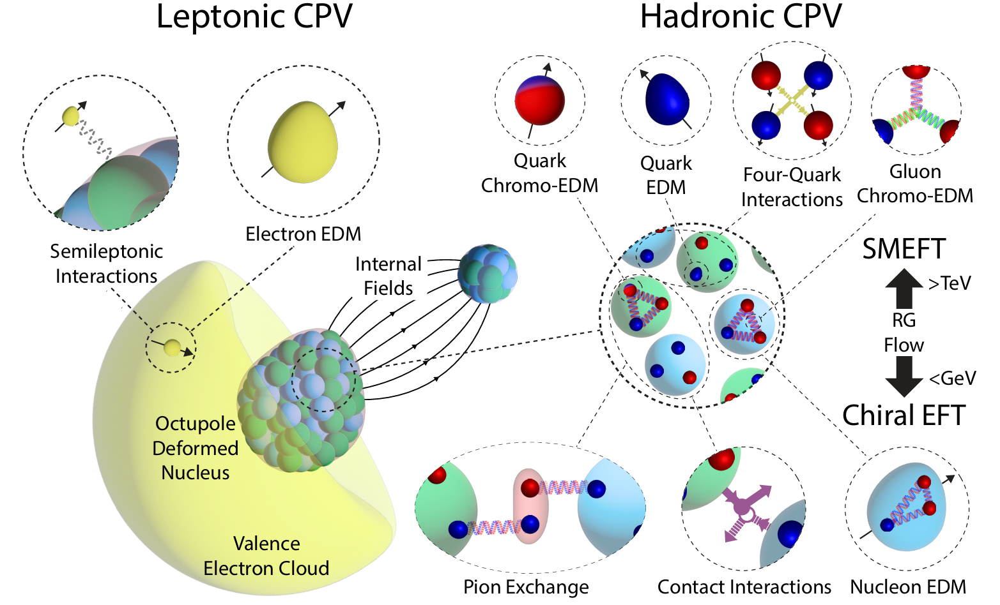 Leptonic CPV
Hadronic CPV
Quark
Chromo-EDM
Quark
EDM
Four-Quark
Interactions
Gluon
Chromo-EDM
Electron EDM
Semileptonic
Interactions
Internal
Fields
SMEFT
>TeV
RG
Flow
<GeV
Chiral EFT
Octupole
Deformed
Nucleus
Valence
Electron Cloud
Pion Exchange
Contact Interactions
Nucleon EDM